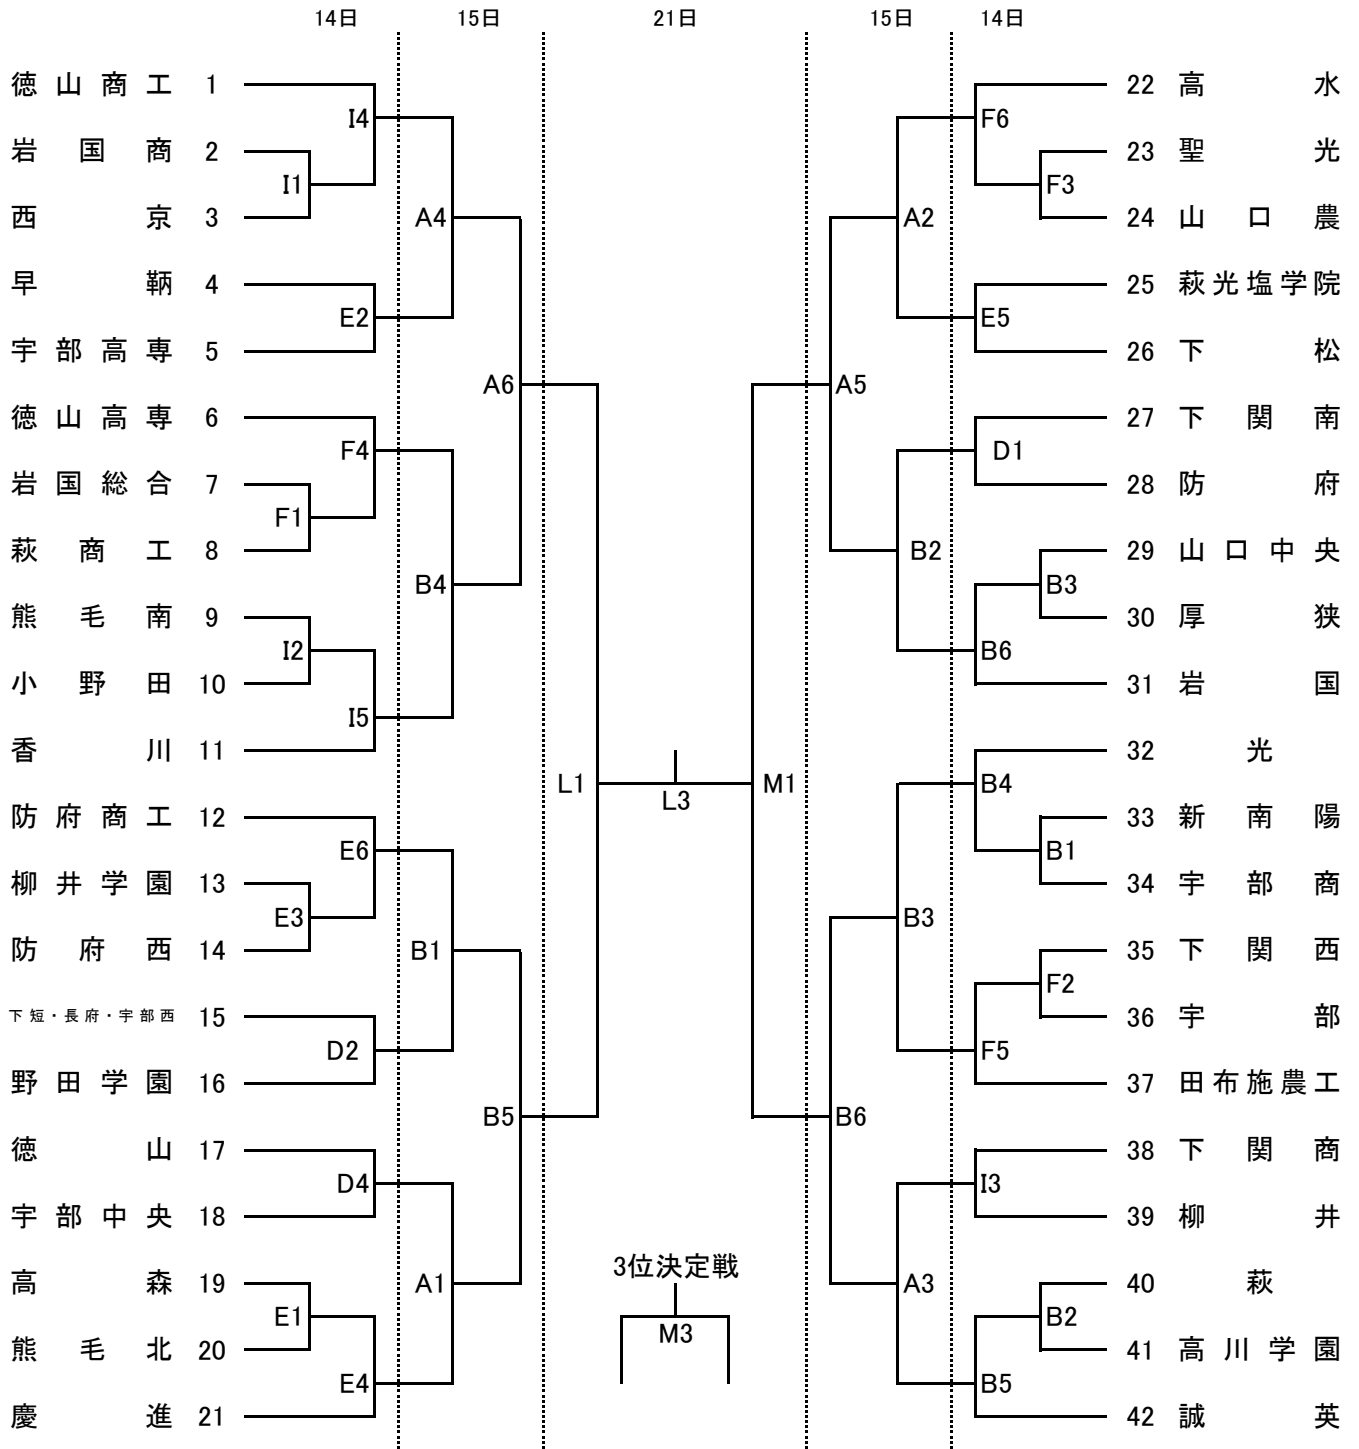 14日 15日 21日 15日 14日
徳山商工 1 22 高水
I4 F6
岩国商 2 23 聖光
I1 F3
西京 3 A4 A2 24 山口農
早鞆 4 25 萩光塩学院
E2 E5
宇部高専 5 26 下松
A6 A5
徳山高専 6 27 下関南
F4 D1
岩国総合 7 28 防府
F1
萩商工 8 B2 29 山口中央
B4 B3
熊毛南 9 30 厚狭
I2 B6
小野田 10 31 岩国
I5
香川 11 32 光
L1 L3 M1 B4
防府商工 12 33 新南陽
E6 B1
柳井学園 13 34 宇部商
E3 B3
防府西 14 B1 35 下関西
F2
下短・長府・宇部西 15 36 宇部
D2 F5
野田学園 16 37 田布施農工
B5 B6
徳山 17 38 下関商
D4 I3
宇部中央 18 39 柳井
3位決定戦
高森 19 A1 A3 40 萩
E1 M3 B2
熊毛北 20 41 高川学園
E4 B5
慶進 21 42 誠英